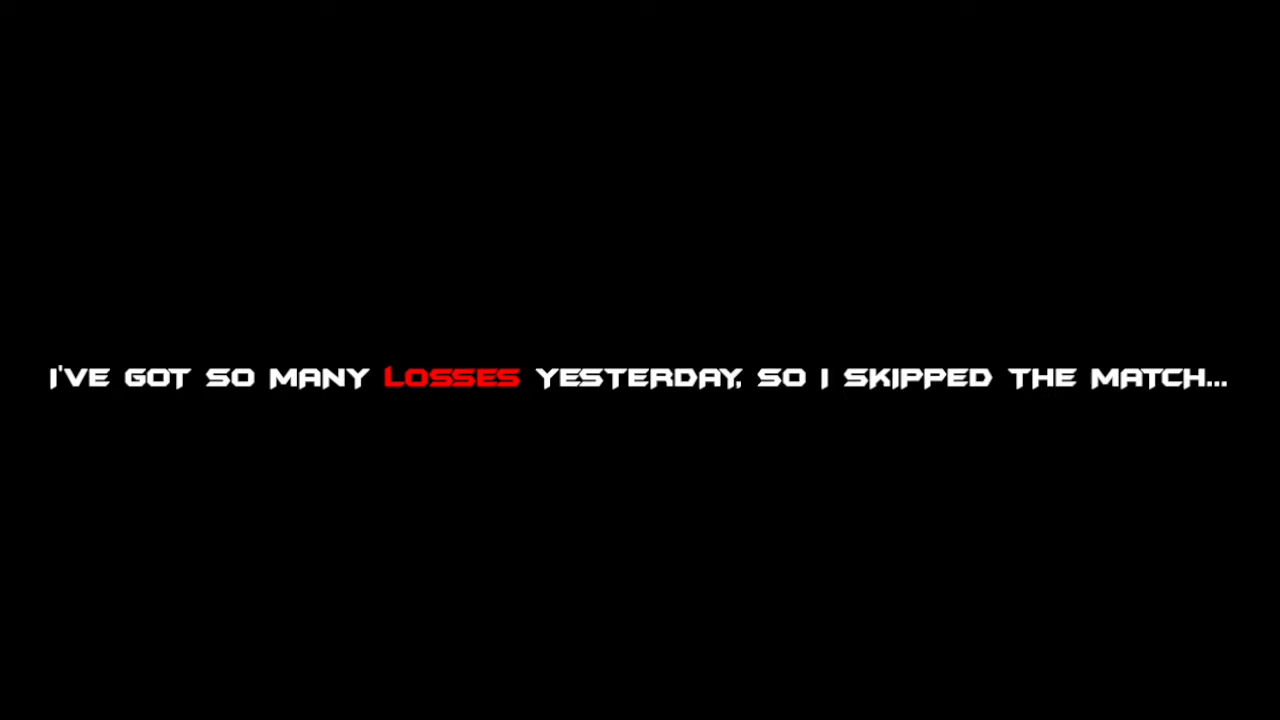 I'VE GOT SO MANY LOSSES YESTERDAY, SO I SKIPPED THE MATCH...